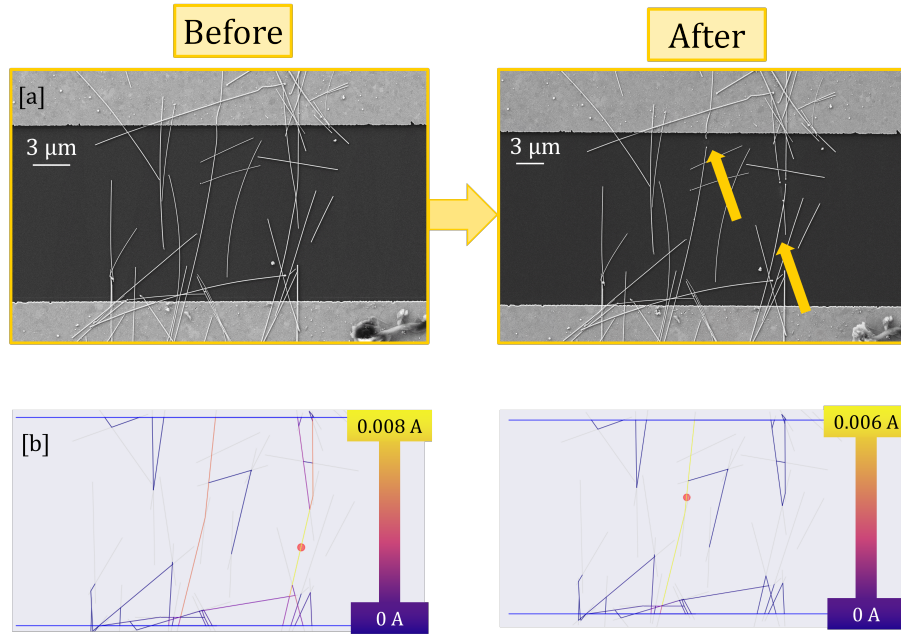 Before
After
[a]
3 μm
3 μm
[b]
0.008 A
0 A
0.006 A
0 A